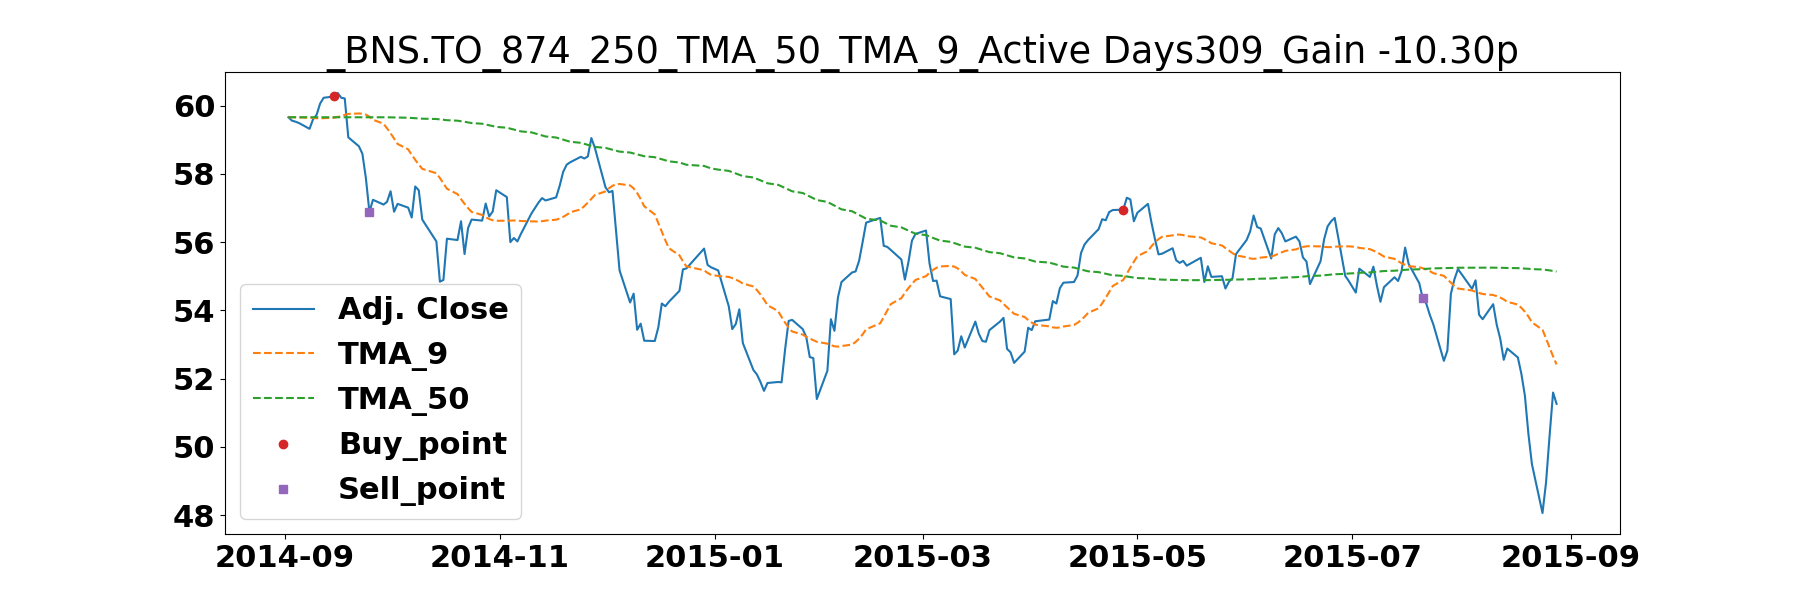 _BNS.TO_874_250_TMA_50_TMA_9_Active Days309_Gain -10.30p
60
58
56
54
52
50
48
Adj. Close
TMA_9
TMA_50
Buy_point
Sell_point
2014-09 2014-11 2015-01 2015-03 2015-05 2015-07 2015-09